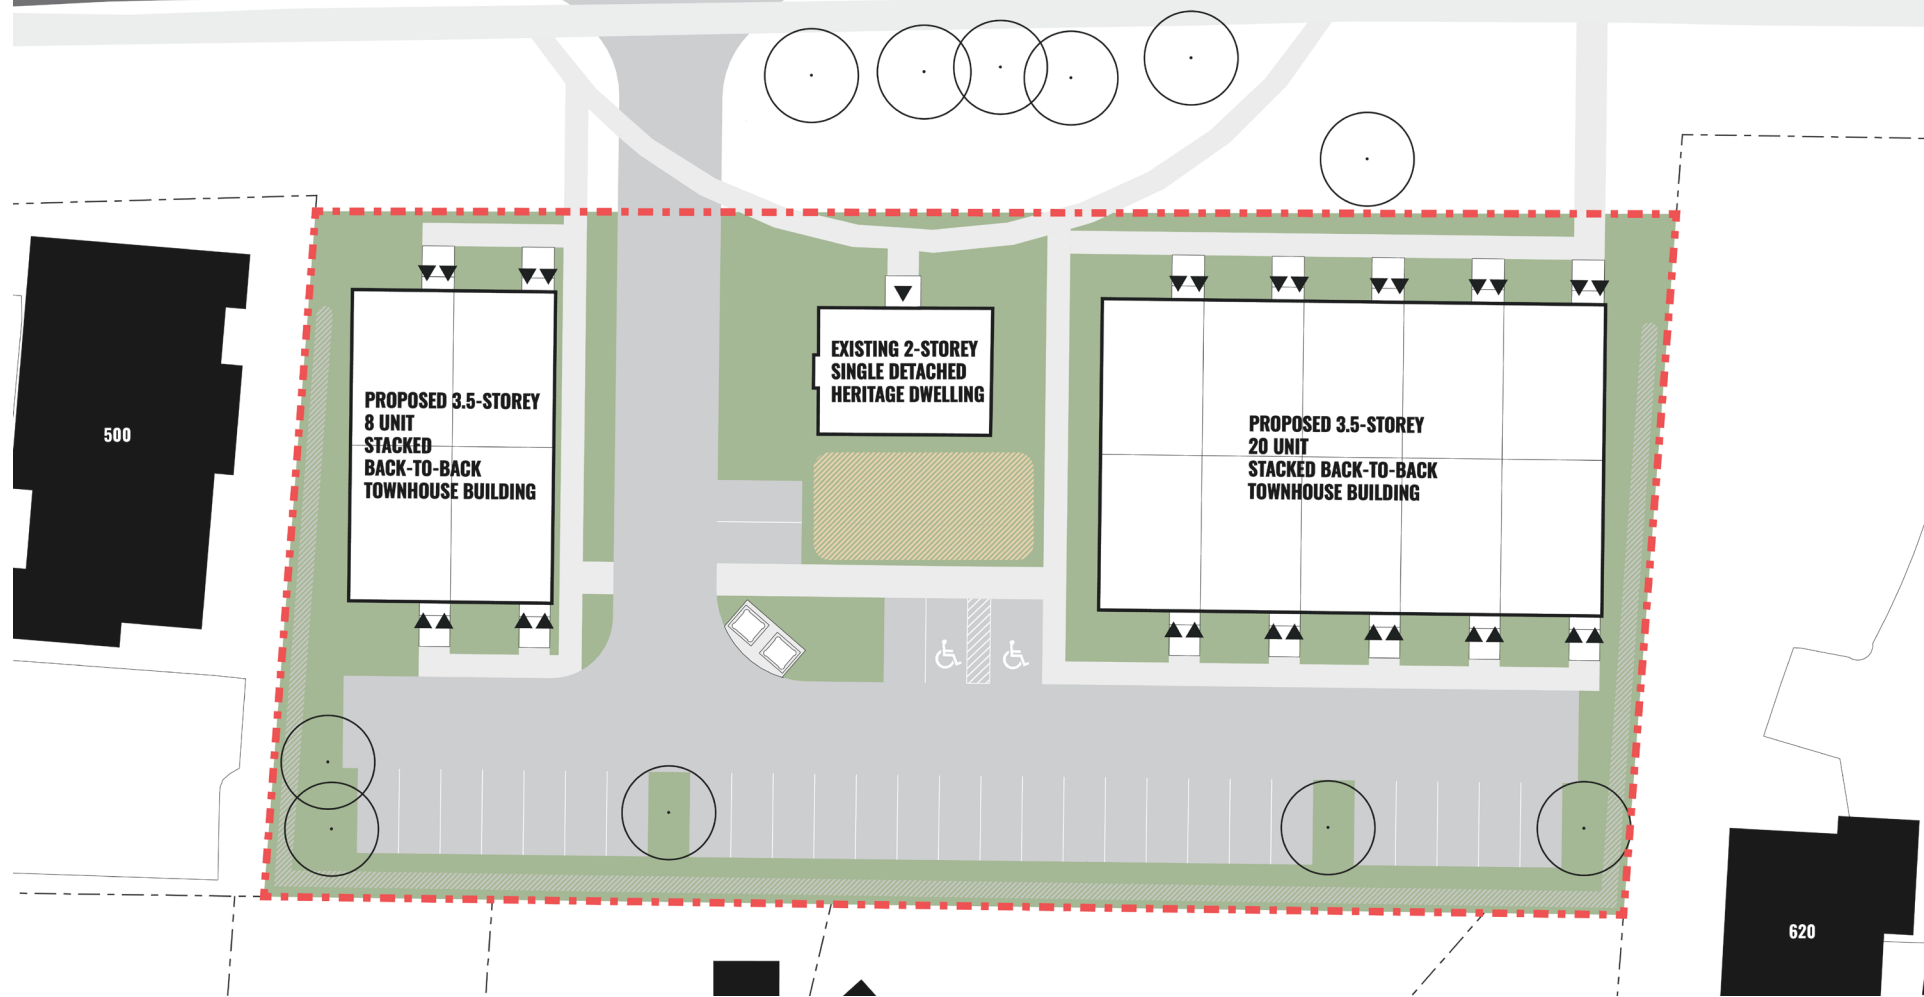 500
PROPOSED 3.5-STOREY
8 UNIT
STACKED
BACK-TO-BACK
TOWNHOUSE BUILDING
EXISTING 2-STOREY
SINGLE DETACHED
HERITAGE DWELLING
PROPOSED 3.5-STOREY
20 UNIT
STACKED BACK-TO-BACK
TOWNHOUSE BUILDING
620